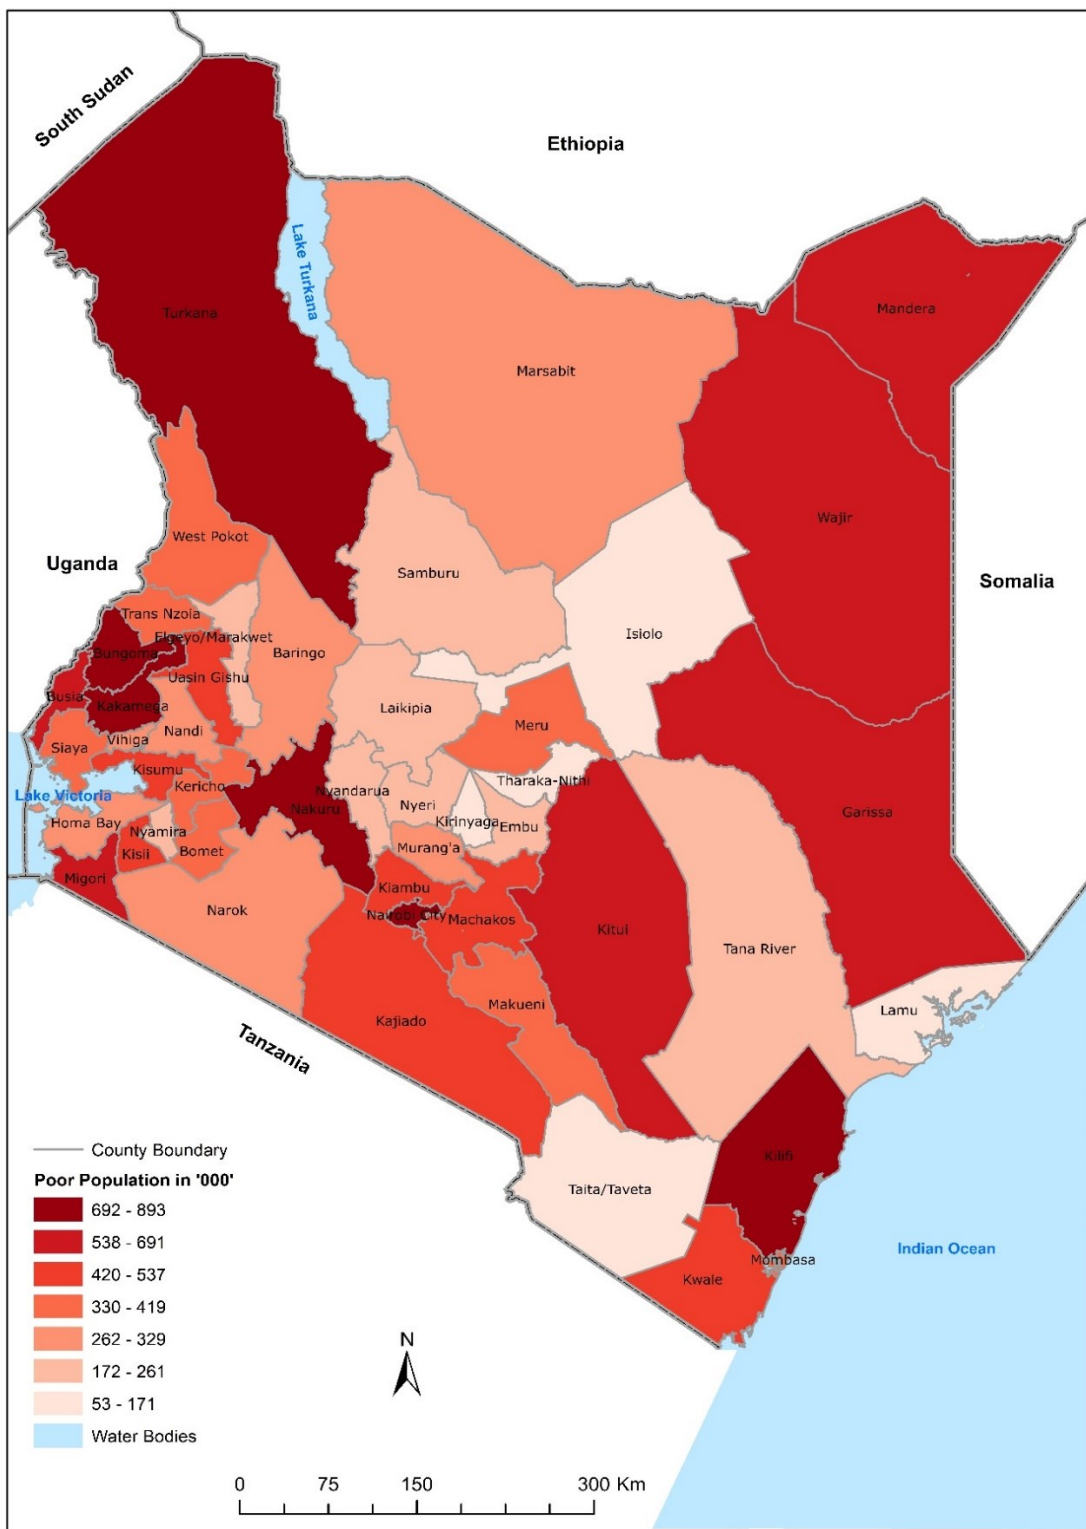 South Sudan
Ethiopia
Lake Turkana
Turkana
Mandera
Marsabit
Wajir
West Pokot
Uganda
Samburu
Somalia
Trans Nzoia
Elgeyo/Marakwet
Isiolo
Bungoma
Baringo
Uasin Gishu
Busia
Kakamega
Laikipia
Nandi
Meru
Vihiga
Siaya
Kisumu
Tharaka-Nithi
Kericho
Nyandarua
Lake Victoria
Nakuru
Nyeri
Garissa
Homa Bay
Kirinyaga
Embu
Nyamira
Murang'a
Kisii
Bomet
Migori
Kiambu
Narok
Nairobi City
Machakos
Kitui
Tana River
Makueni
Lamu
Kajiado
Tanzania
County Boundary
Kilifi
Poor Population in '000'
Taita/Taveta
692 - 893
538 - 691
Indian Ocean
Mombasa
420 - 537
Kwale
330 - 419
262 - 329
N
172 - 261
53 - 171
Water Bodies
0 75 150 300 Km